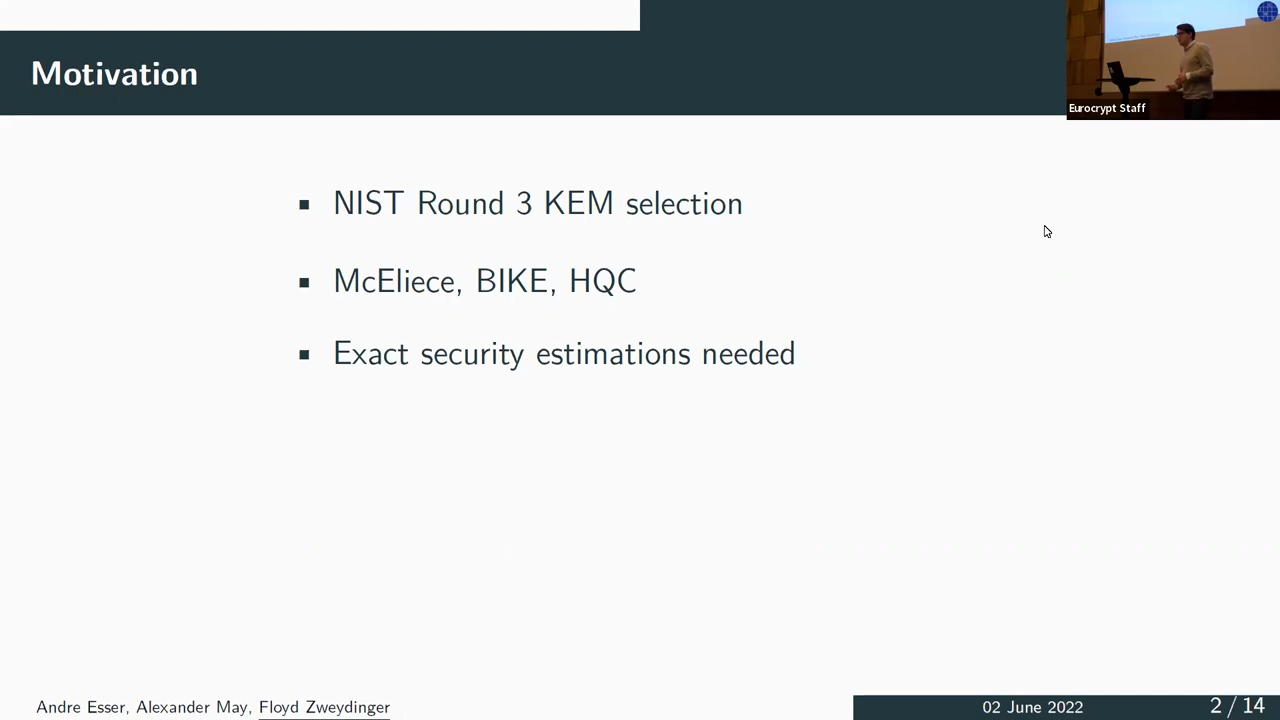 Motivation
Eurocrypt Staff
NIST Round 3 KEM selection
McEliece, BIKE, HQC
Exact security estimations needed
Andre Esser, Alexander May, Floyd Zweydinger
02 June 2022
2 / 14